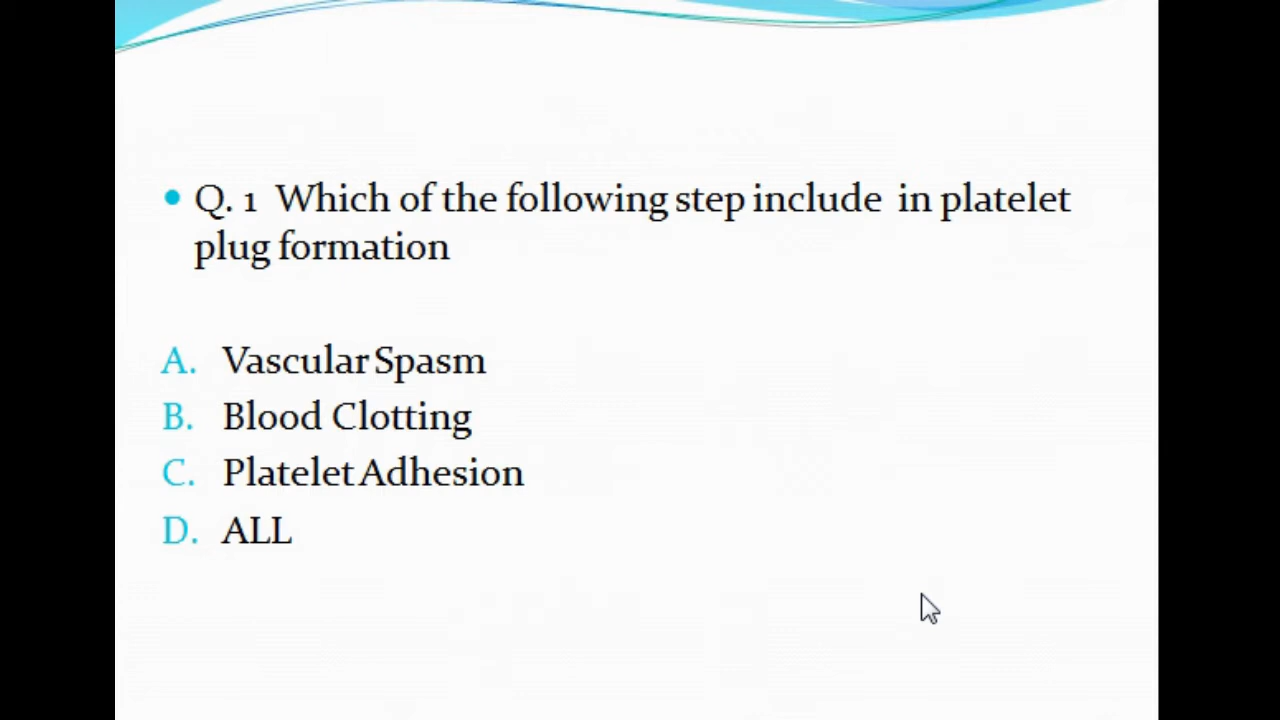 Q. 1 Which of the following step include in platelet
plug formation
A. Vascular Spasm
B. Blood Clotting
C. Platelet Adhesion
D. ALL